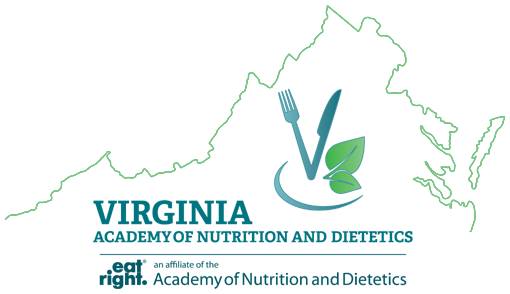 VIRGINIA
ACADEMY OF NUTRITION AND DIETETICS
eat® an affiliate of the
right. Academy of Nutrition and Dietetics